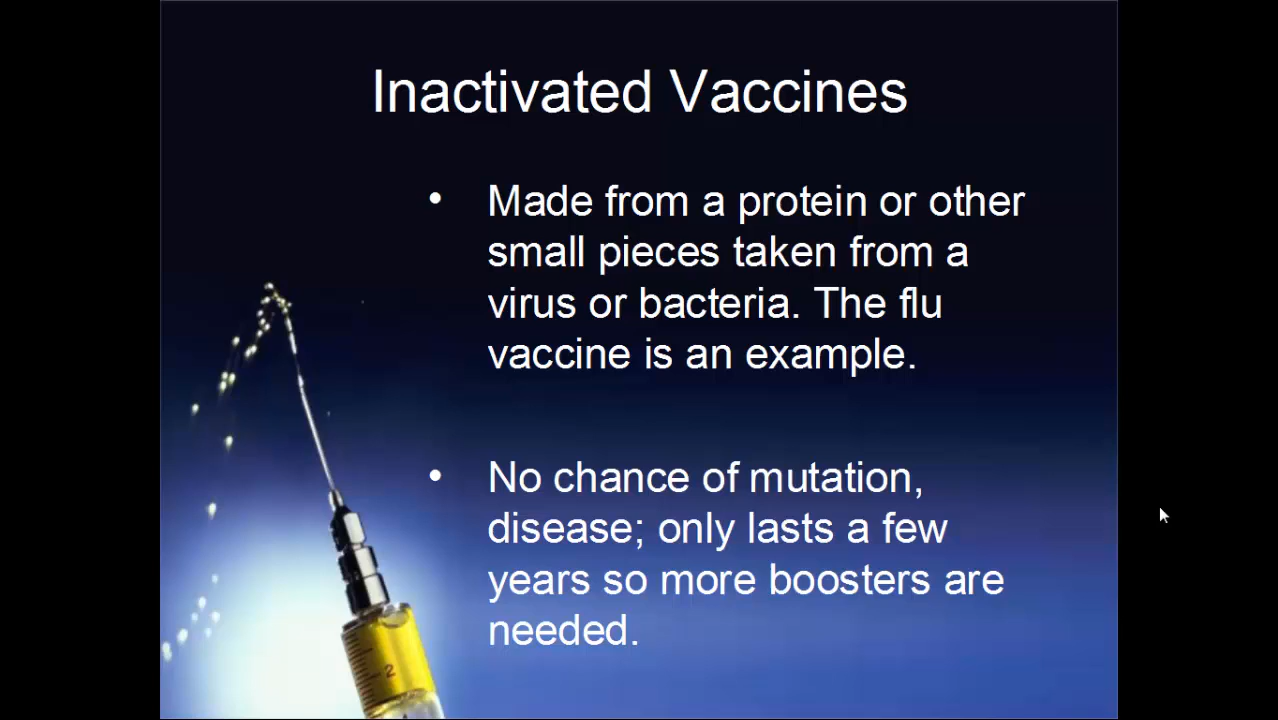 Inactivated Vaccines
• Made from a protein or other
small pieces taken from a
virus or bacteria. The flu
vaccine is an example.
• No chance of mutation,
disease; only lasts a few
years so more boosters are
needed.
2